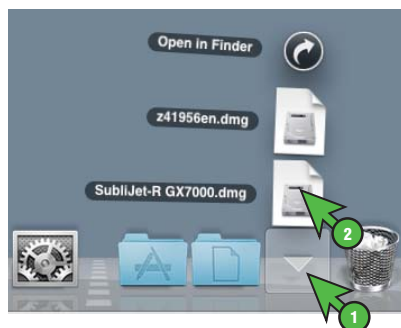 Open in Finder
z41956en.dmg
SubliJet-R GX7000.dmg
2
1